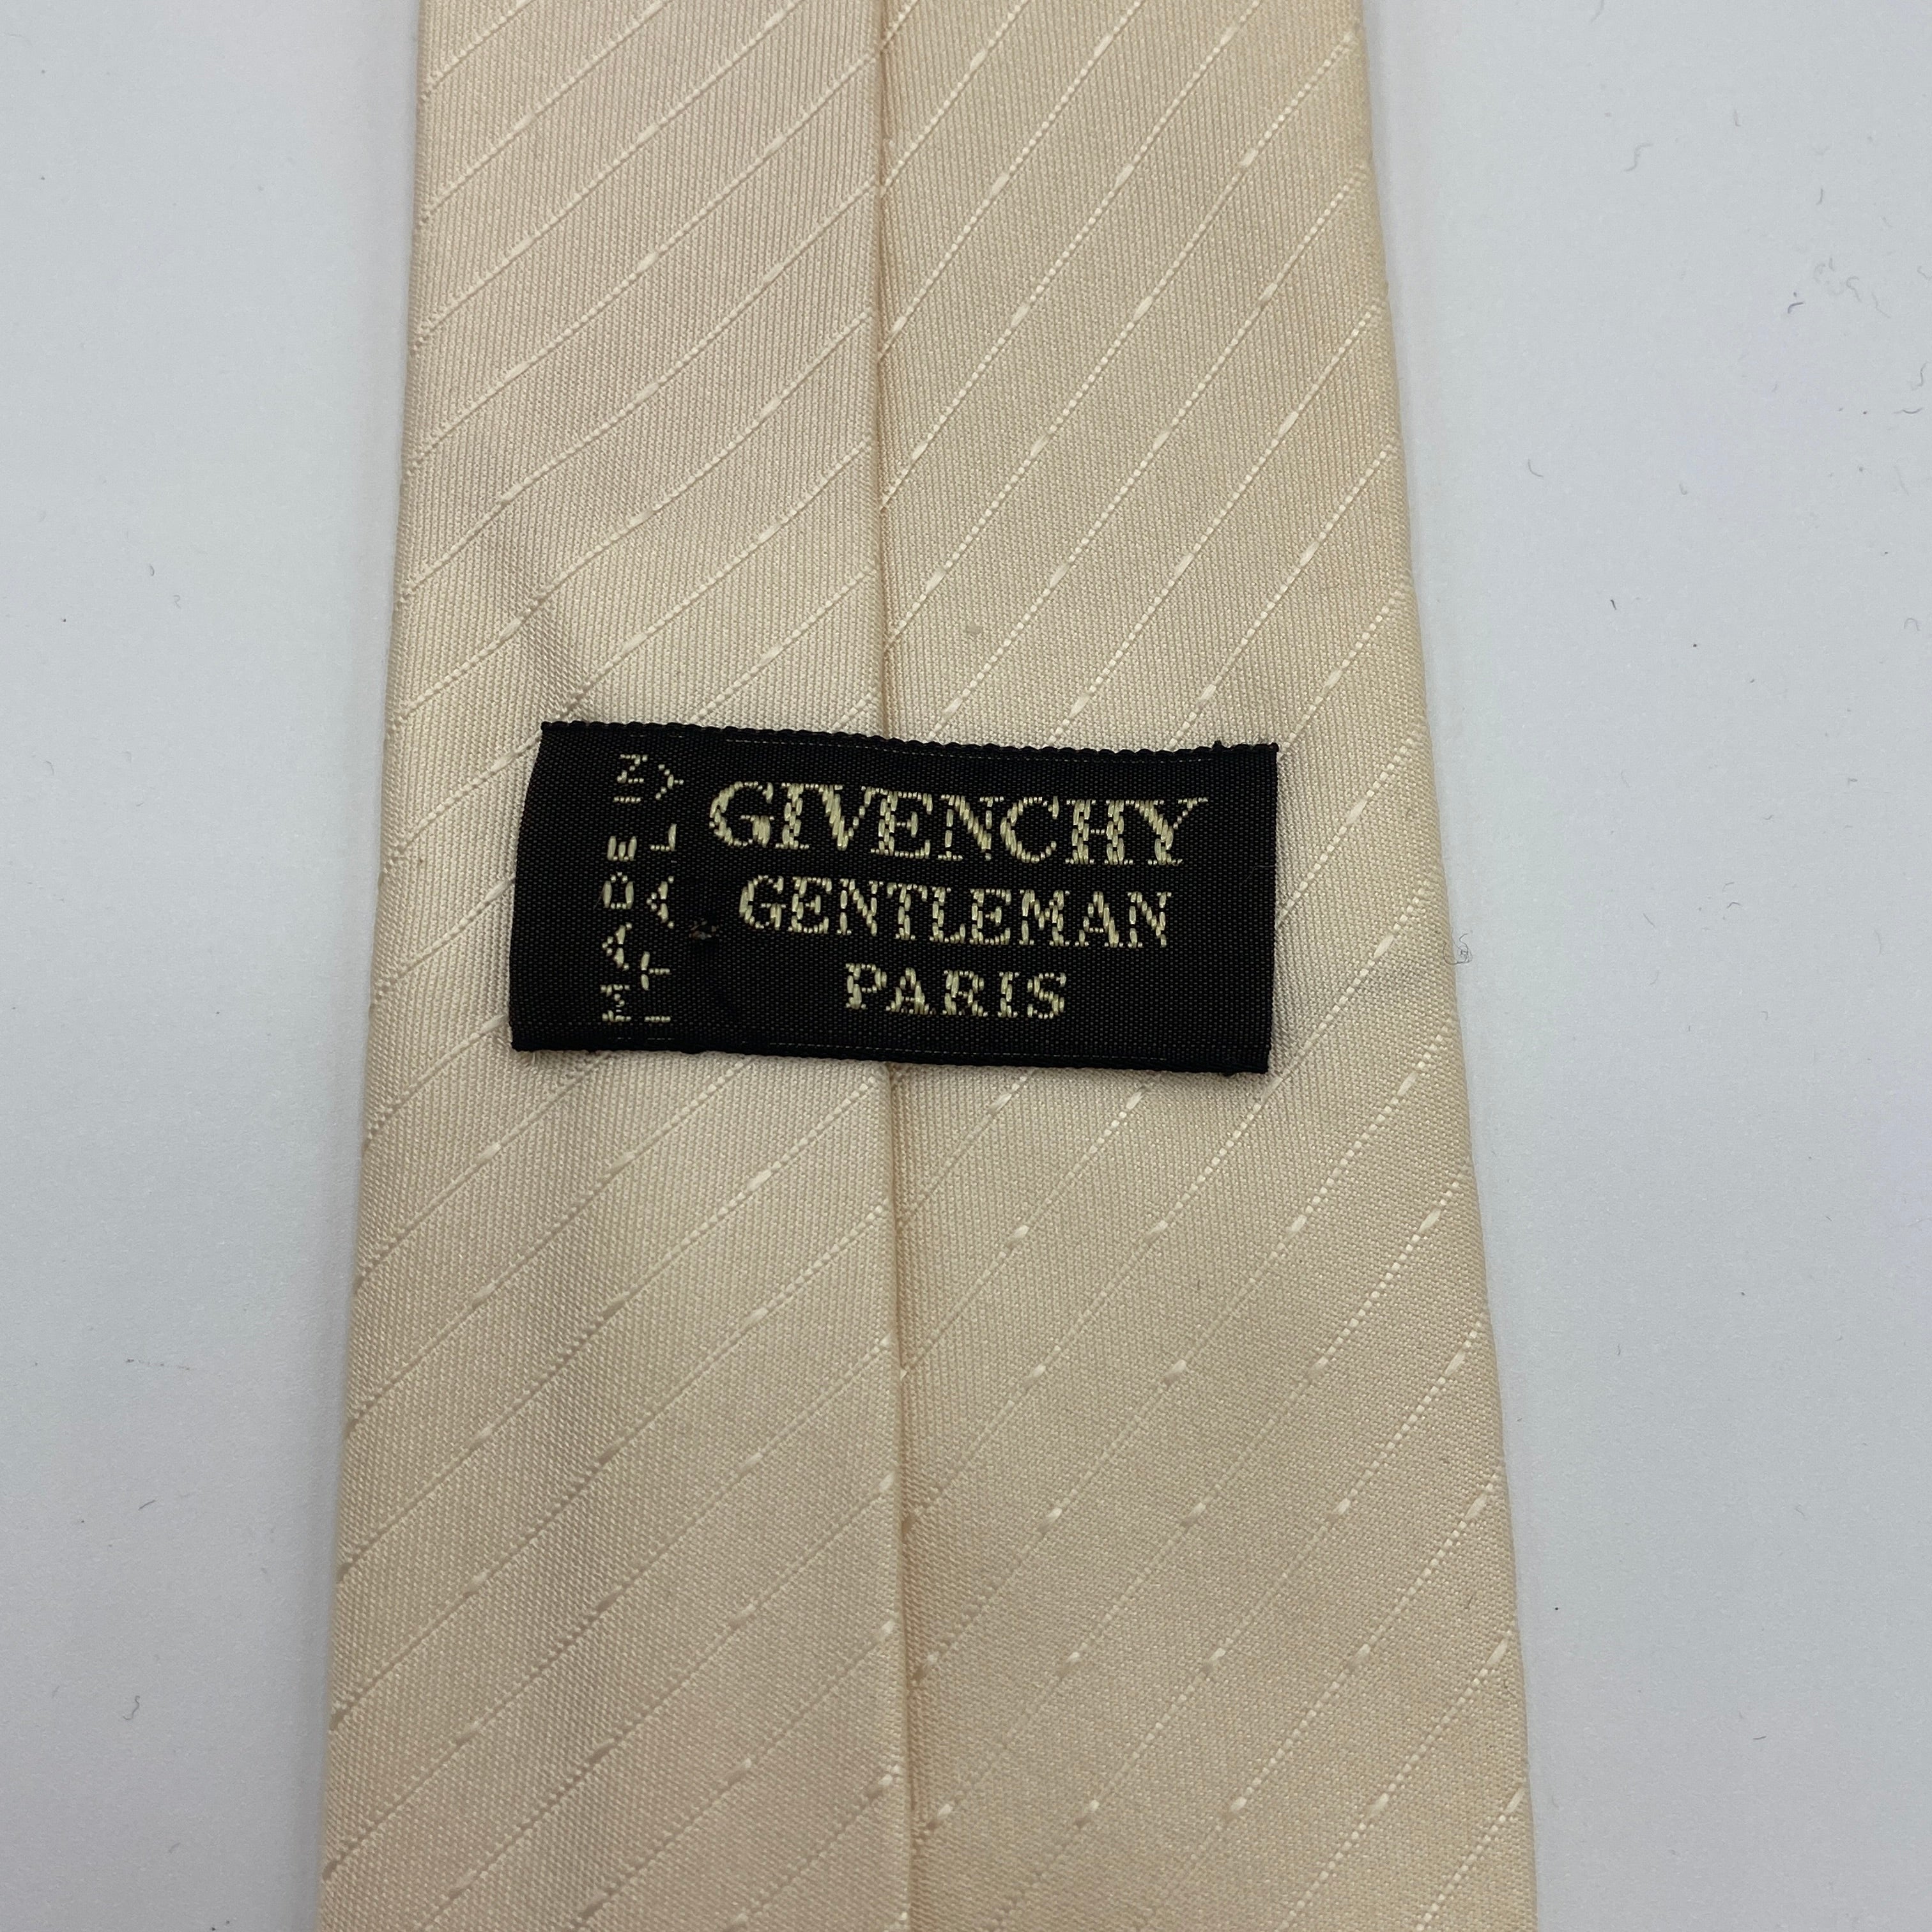 GIVENCHY
GENTLEMAN
PARIS
MADE IN
ITALY